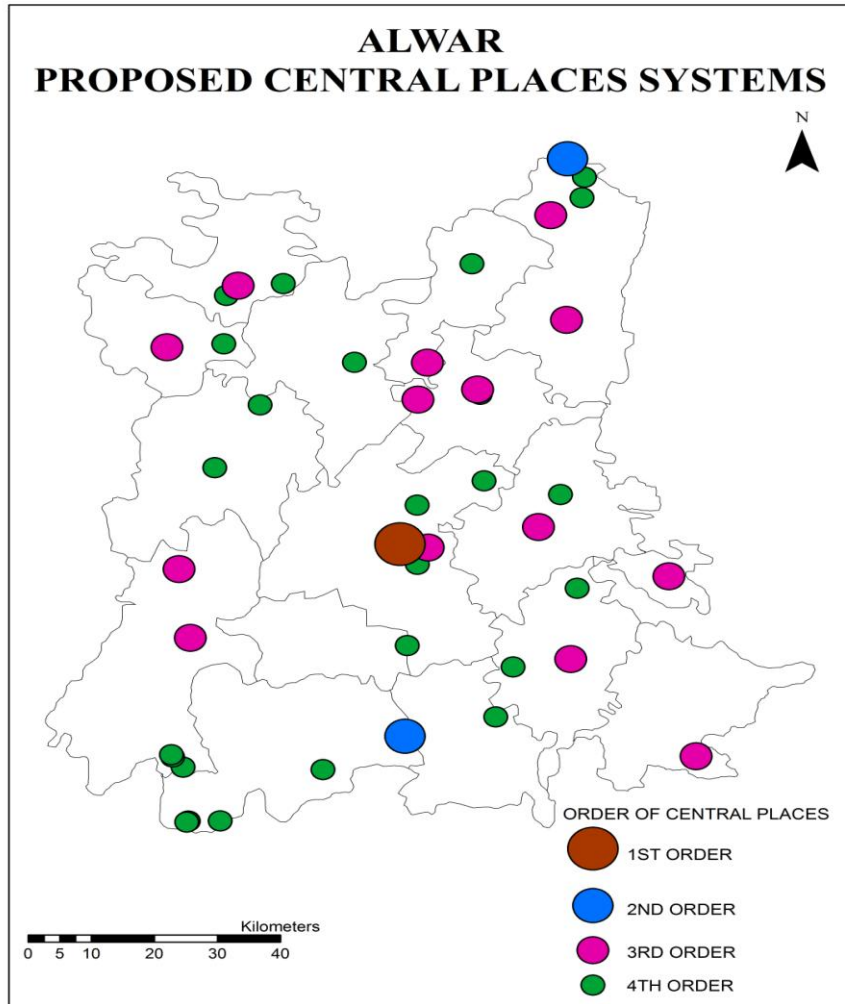 ALWAR
PROPOSED CENTRAL PLACES SYSTEMS
N
ORDER OF CENTRAL PLACES
1ST ORDER
2ND ORDER
3RD ORDER
4TH ORDER
Kilometers
0 5 10 20 30 40